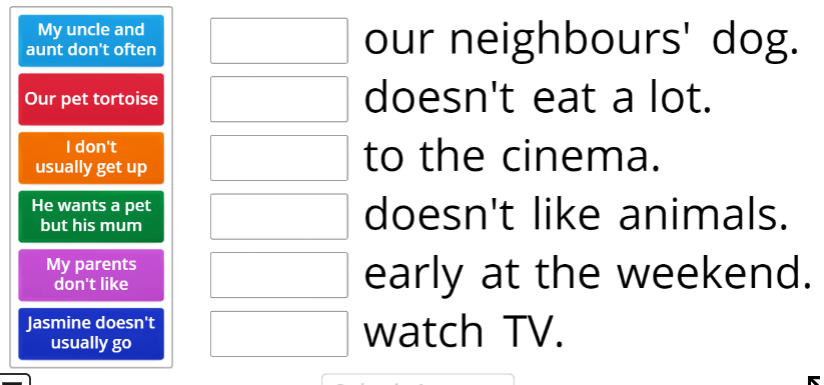 My uncle and
aunt don't often
our neighbours' dog.
Our pet tortoise
doesn't eat a lot.
I don't
usually get up
to the cinema.
He wants a pet
but his mum
doesn't like animals.
My parents
don't like
early at the weekend.
Jasmine doesn't
usually go
watch TV.